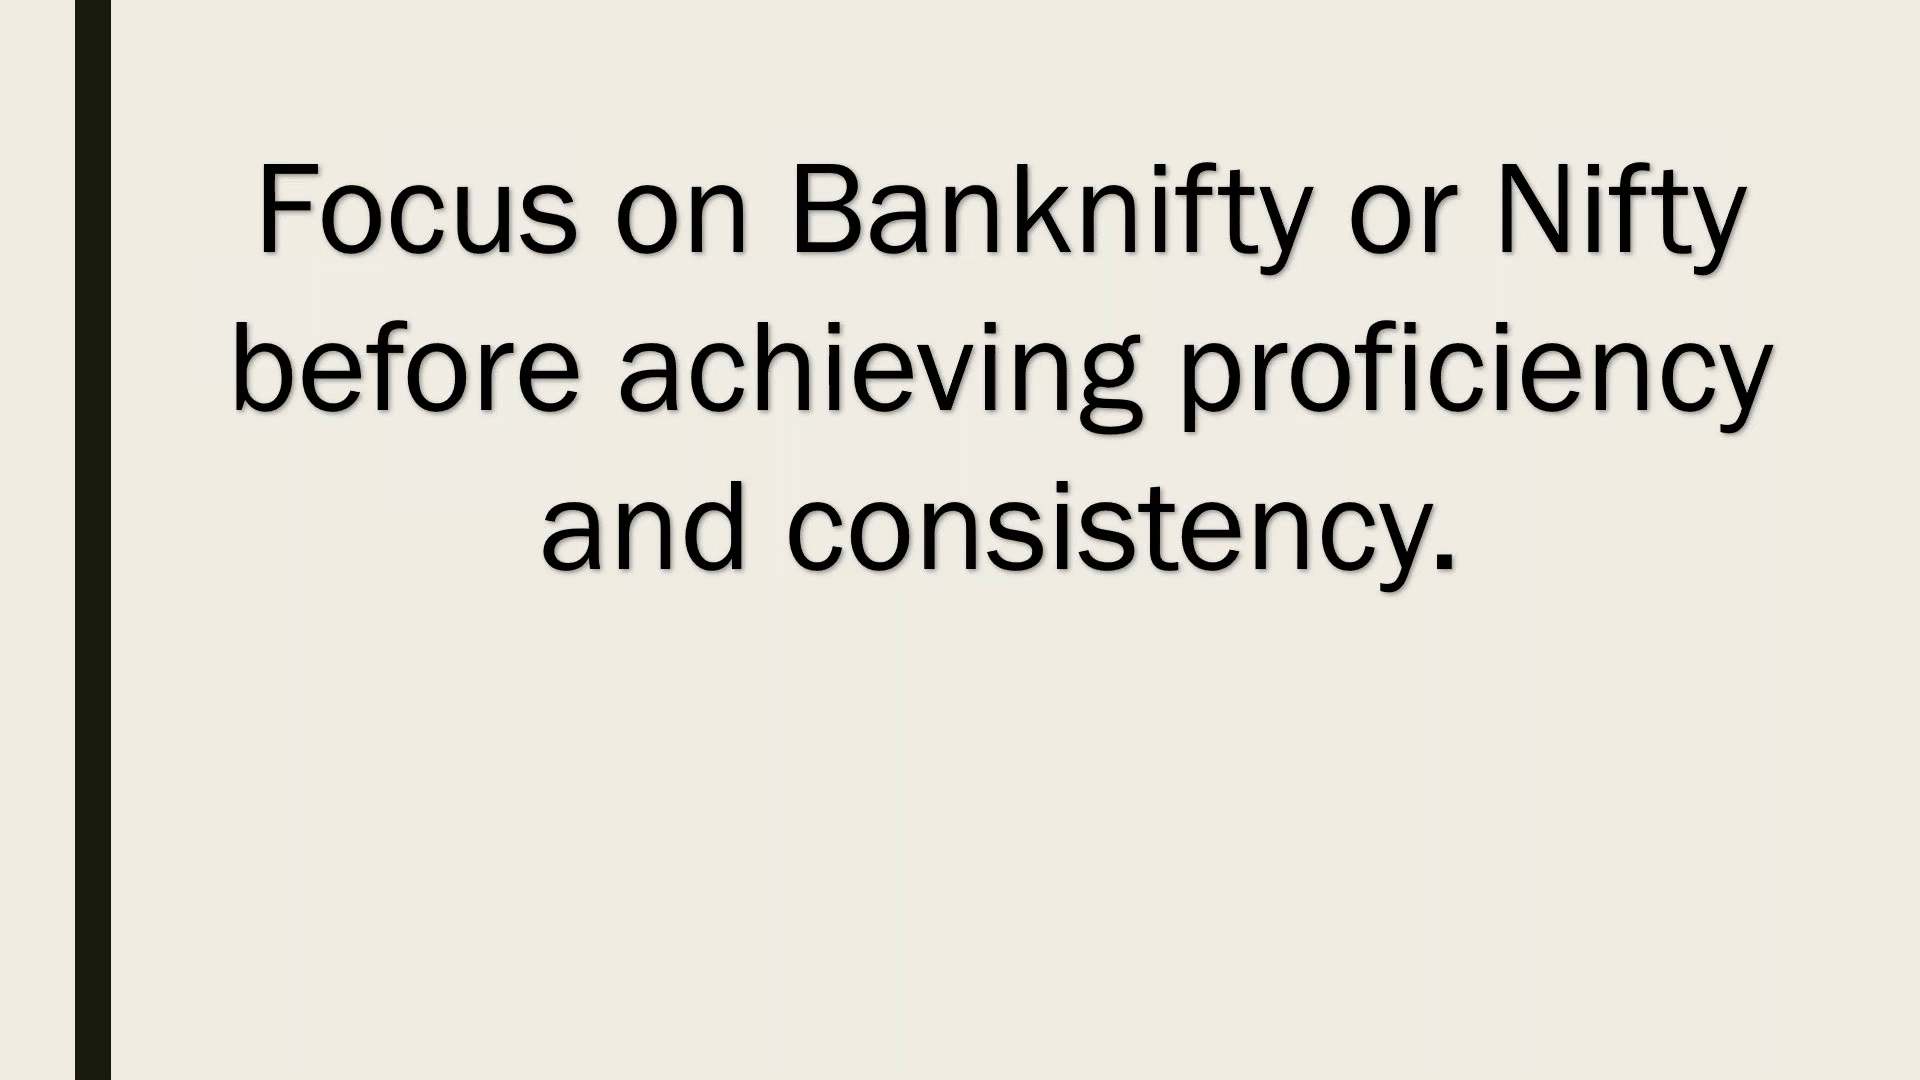 Focus on Banknifty or Nifty
before achieving proficiency
and consistency.